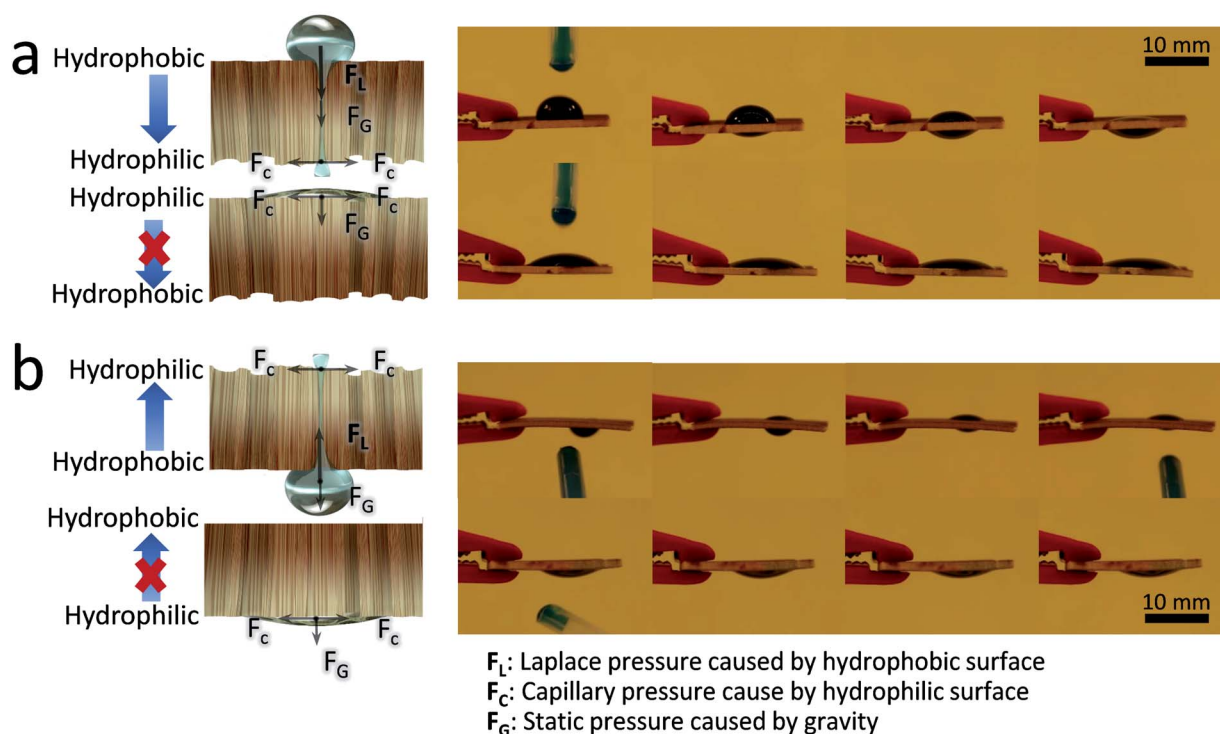 a
Hydrophobic
F_L
F_G
Hydrophilic
F_c F_c
Hydrophilic
F_c F_c
F_G
Hydrophobic
10 mm
b
Hydrophilic
F_c F_c
F_L
Hydrophobic
F_G
Hydrophobic
Hydrophilic
F_c F_c
F_G
10 mm
F_L: Laplace pressure caused by hydrophobic surface
F_C: Capillary pressure cause by hydrophilic surface
F_G: Static pressure caused by gravity